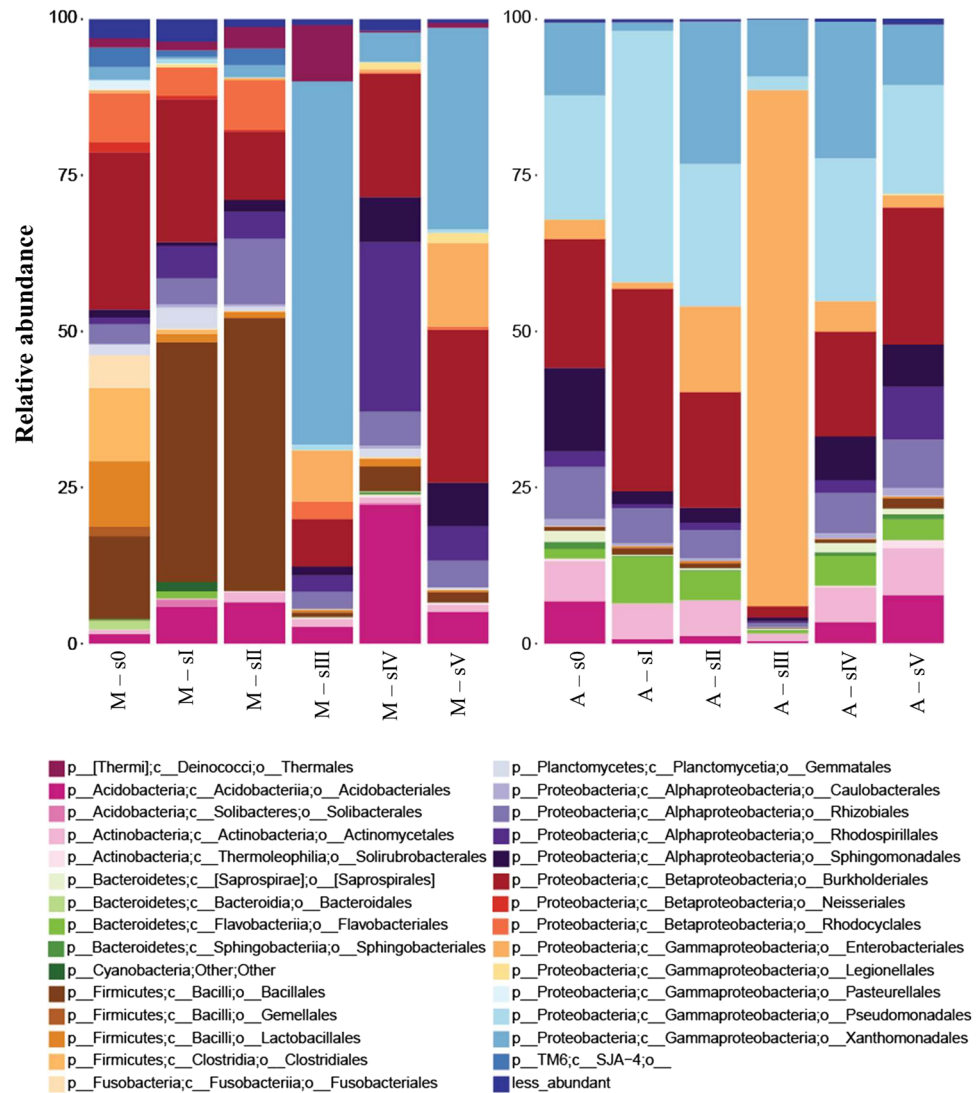 Relative abundance
100
75
50
25
0
M – s0
M – sI
M – sII
M – sIII
M – sIV
M – sV
100
75
50
25
0
A – s0
A – sI
A – sII
A – sIII
A – sIV
A – sV
p__[Thermi];c__Deinococci;o__Thermales
p__Acidobacteria;c__Acidobacteriia;o__Acidobacteriales
p__Acidobacteria;c__Solibacteres;o__Solibacterales
p__Actinobacteria;c__Actinobacteria;o__Actinomycetales
p__Actinobacteria;c__Thermoleophilia;o__Solirubrobacterales
p__Bacteroidetes;c__[Saprospirae];o__[Saprospirales]
p__Bacteroidetes;c__Bacteroidia;o__Bacteroidales
p__Bacteroidetes;c__Flavobacteriia;o__Flavobacteriales
p__Bacteroidetes;c__Sphingobacteriia;o__Sphingobacteriales
p__Cyanobacteria;Other;Other
p__Firmicutes;c__Bacilli;o__Bacillales
p__Firmicutes;c__Bacilli;o__Gemellales
p__Firmicutes;c__Bacilli;o__Lactobacillales
p__Firmicutes;c__Clostridia;o__Clostridiales
p__Fusobacteria;c__Fusobacteriia;o__Fusobacteriales
p__Planctomycetes;c__Planctomycetia;o__Gemmatales
p__Proteobacteria;c__Alphaproteobacteria;o__Caulobacterales
p__Proteobacteria;c__Alphaproteobacteria;o__Rhizobiales
p__Proteobacteria;c__Alphaproteobacteria;o__Rhodospirillales
p__Proteobacteria;c__Alphaproteobacteria;o__Sphingomonadales
p__Proteobacteria;c__Betaproteobacteria;o__Burkholderiales
p__Proteobacteria;c__Betaproteobacteria;o__Neisseriales
p__Proteobacteria;c__Betaproteobacteria;o__Rhodocyclales
p__Proteobacteria;c__Gammaproteobacteria;o__Enterobacteriales
p__Proteobacteria;c__Gammaproteobacteria;o__Legionellales
p__Proteobacteria;c__Gammaproteobacteria;o__Pasteurellales
p__Proteobacteria;c__Gammaproteobacteria;o__Pseudomonadales
p__Proteobacteria;c__Gammaproteobacteria;o__Xanthomonadales
p__TM6;c__SJA−4;o__
less_abundant